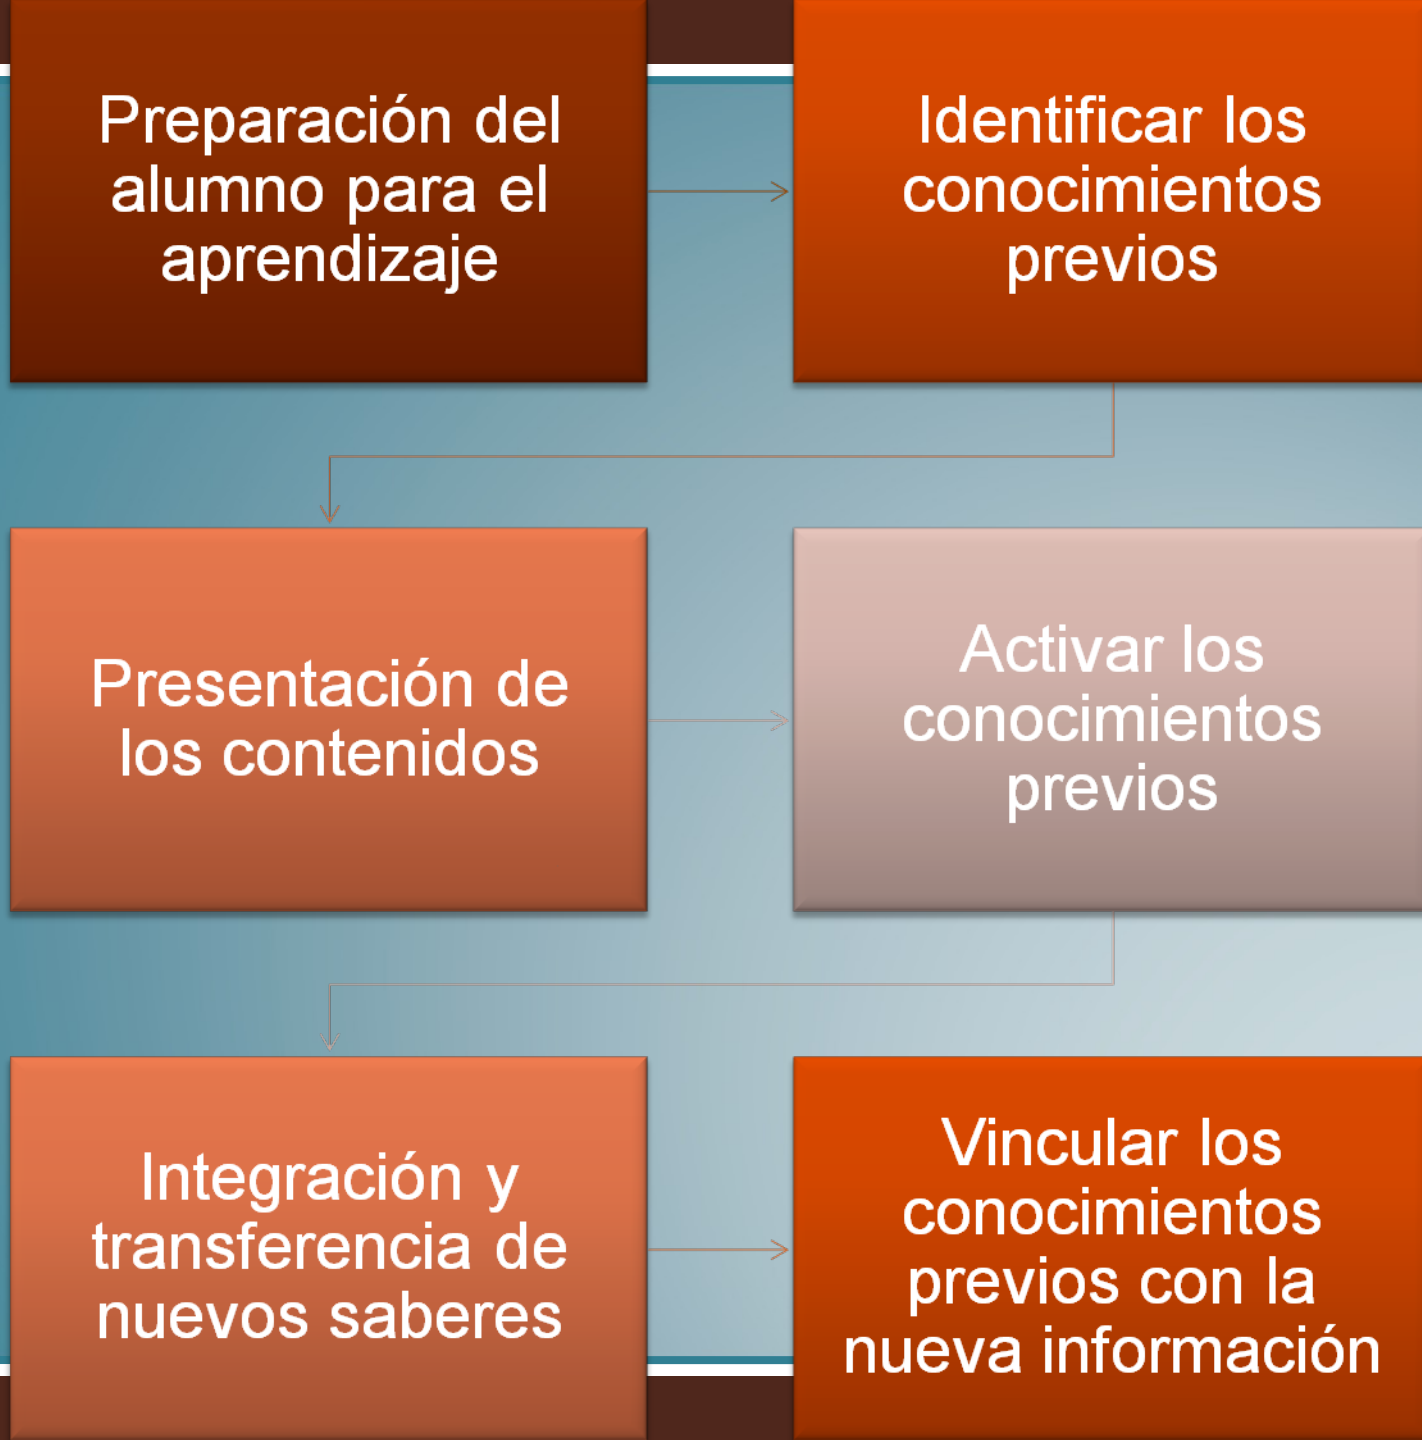 Preparación del
alumno para el
aprendizaje
Identificar los
conocimientos
previos
Presentación de
los contenidos
Activar los
conocimientos
previos
Integración y
transferencia de
nuevos saberes
Vincular los
conocimientos
previos con la
nueva información